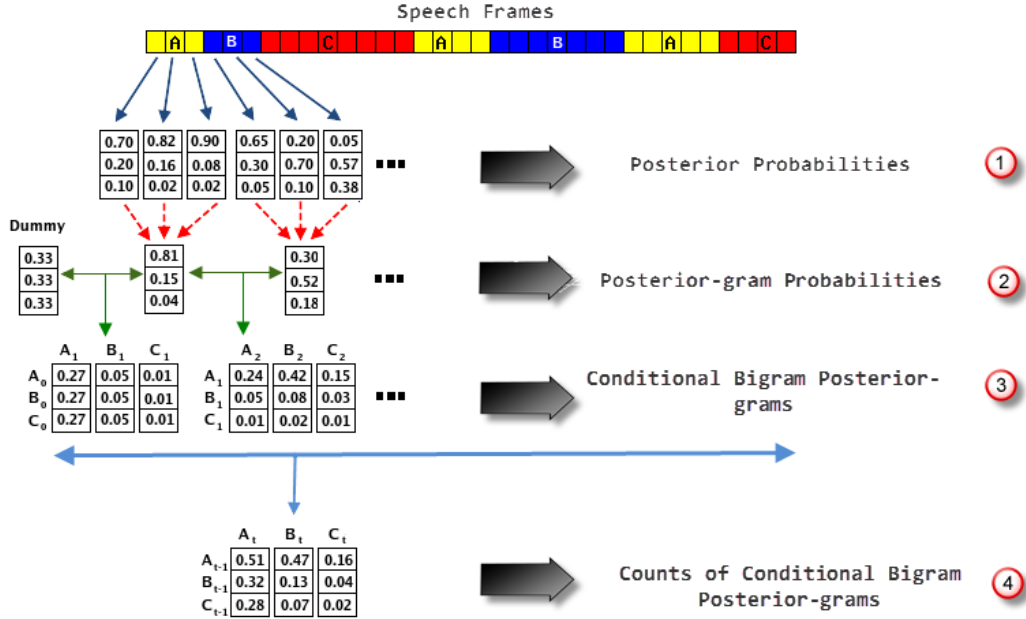 Speech Frames
A B C A B A C
0.70 0.82 0.90 0.65 0.20 0.05
0.20 0.16 0.08 0.30 0.70 0.57
0.10 0.02 0.02 0.05 0.10 0.38
Posterior Probabilities 1
Dummy
0.33 0.81 0.30
0.33 0.15 0.52
0.33 0.04 0.18
Posterior-gram Probabilities 2
A1 B1 C1 A2 B2 C2
A0 0.27 0.05 0.01 A1 0.24 0.42 0.15
B0 0.27 0.05 0.01 B1 0.05 0.08 0.03
C0 0.27 0.05 0.01 C1 0.01 0.02 0.01
Conditional Bigram Posterior-
grams
3
At Bt Ct
At-1 0.51 0.47 0.16
Bt-1 0.32 0.13 0.04
Ct-1 0.28 0.07 0.02
Counts of Conditional Bigram
Posterior-grams
4